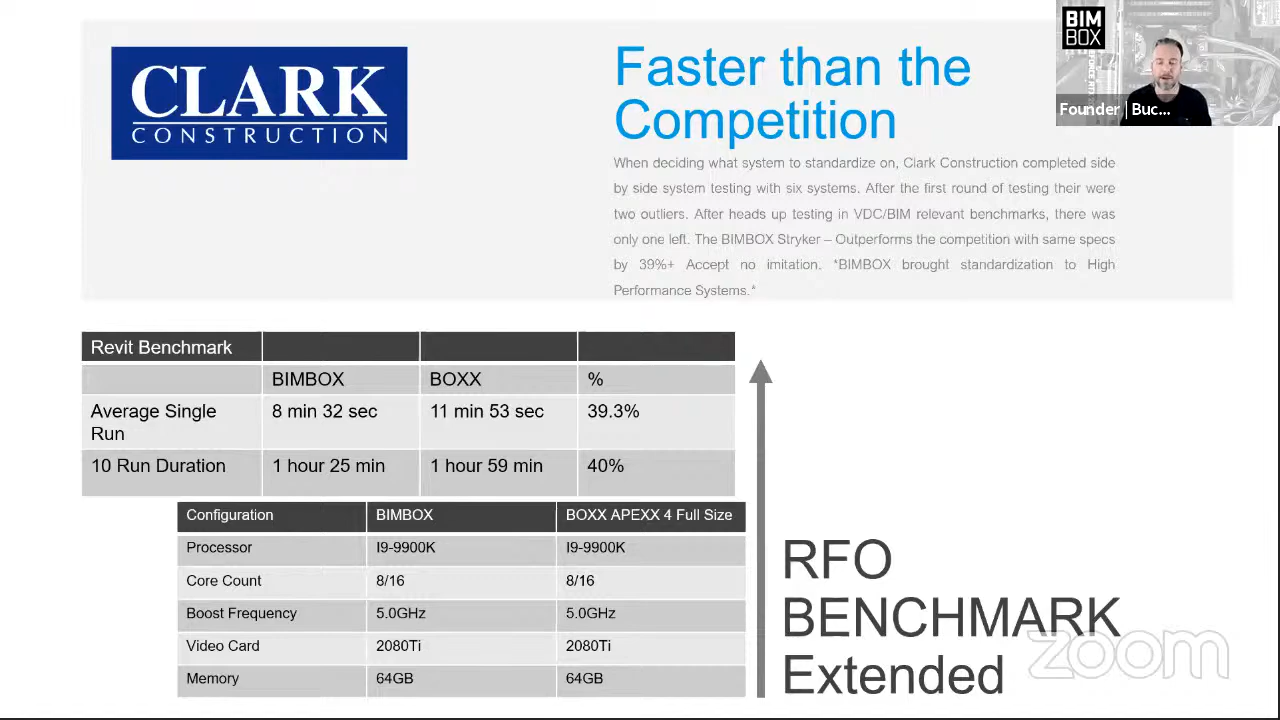 CLARK
CONSTRUCTION
Faster than the
Competition
When deciding what system to standardize on, Clark Construction completed side
by side system testing with six systems. After the first round of testing their were
two outliers. After heads up testing in VDC/BIM relevant benchmarks, there was
only one left. The BIMBOX Stryker – Outperforms the competition with same specs
by 39%+ Accept no imitation. *BIMBOX brought standardization to High
Performance Systems.*
BIM
BOX
Founder | Buc...
Revit Benchmark
BIMBOX BOXX %
Average Single
Run
8 min 32 sec 11 min 53 sec 39.3%
10 Run Duration 1 hour 25 min 1 hour 59 min 40%
Configuration BIMBOX BOXX APEXX 4 Full Size
Processor I9-9900K I9-9900K
Core Count 8/16 8/16
Boost Frequency 5.0GHz 5.0GHz
Video Card 2080Ti 2080Ti
Memory 64GB 64GB
RFO
BENCHMARK
Extended
zoom